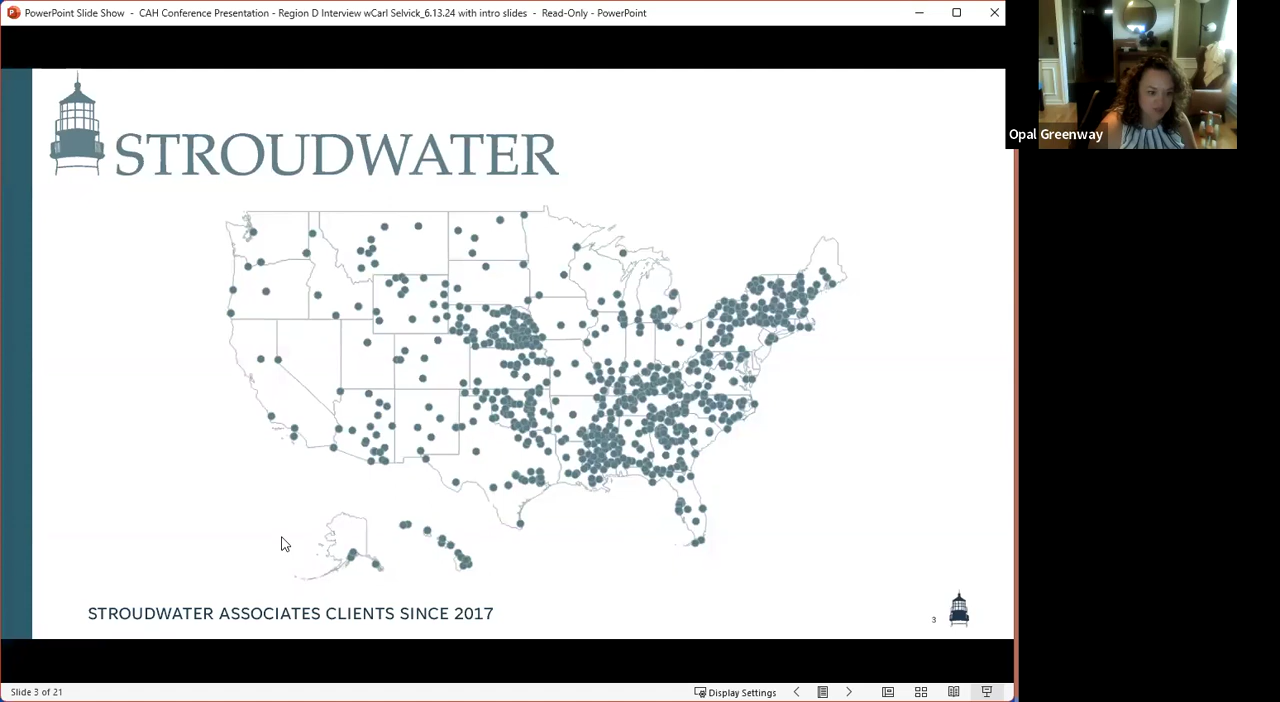 PowerPoint Slide Show - CAH Conference Presentation - Region D Interview wCarl Selvick_6.13.24 with intro slides - Read-Only - PowerPoint
Opal Greenway
STROUDWATER
STROUDWATER ASSOCIATES CLIENTS SINCE 2017
3
Slide 3 of 21
Display Settings